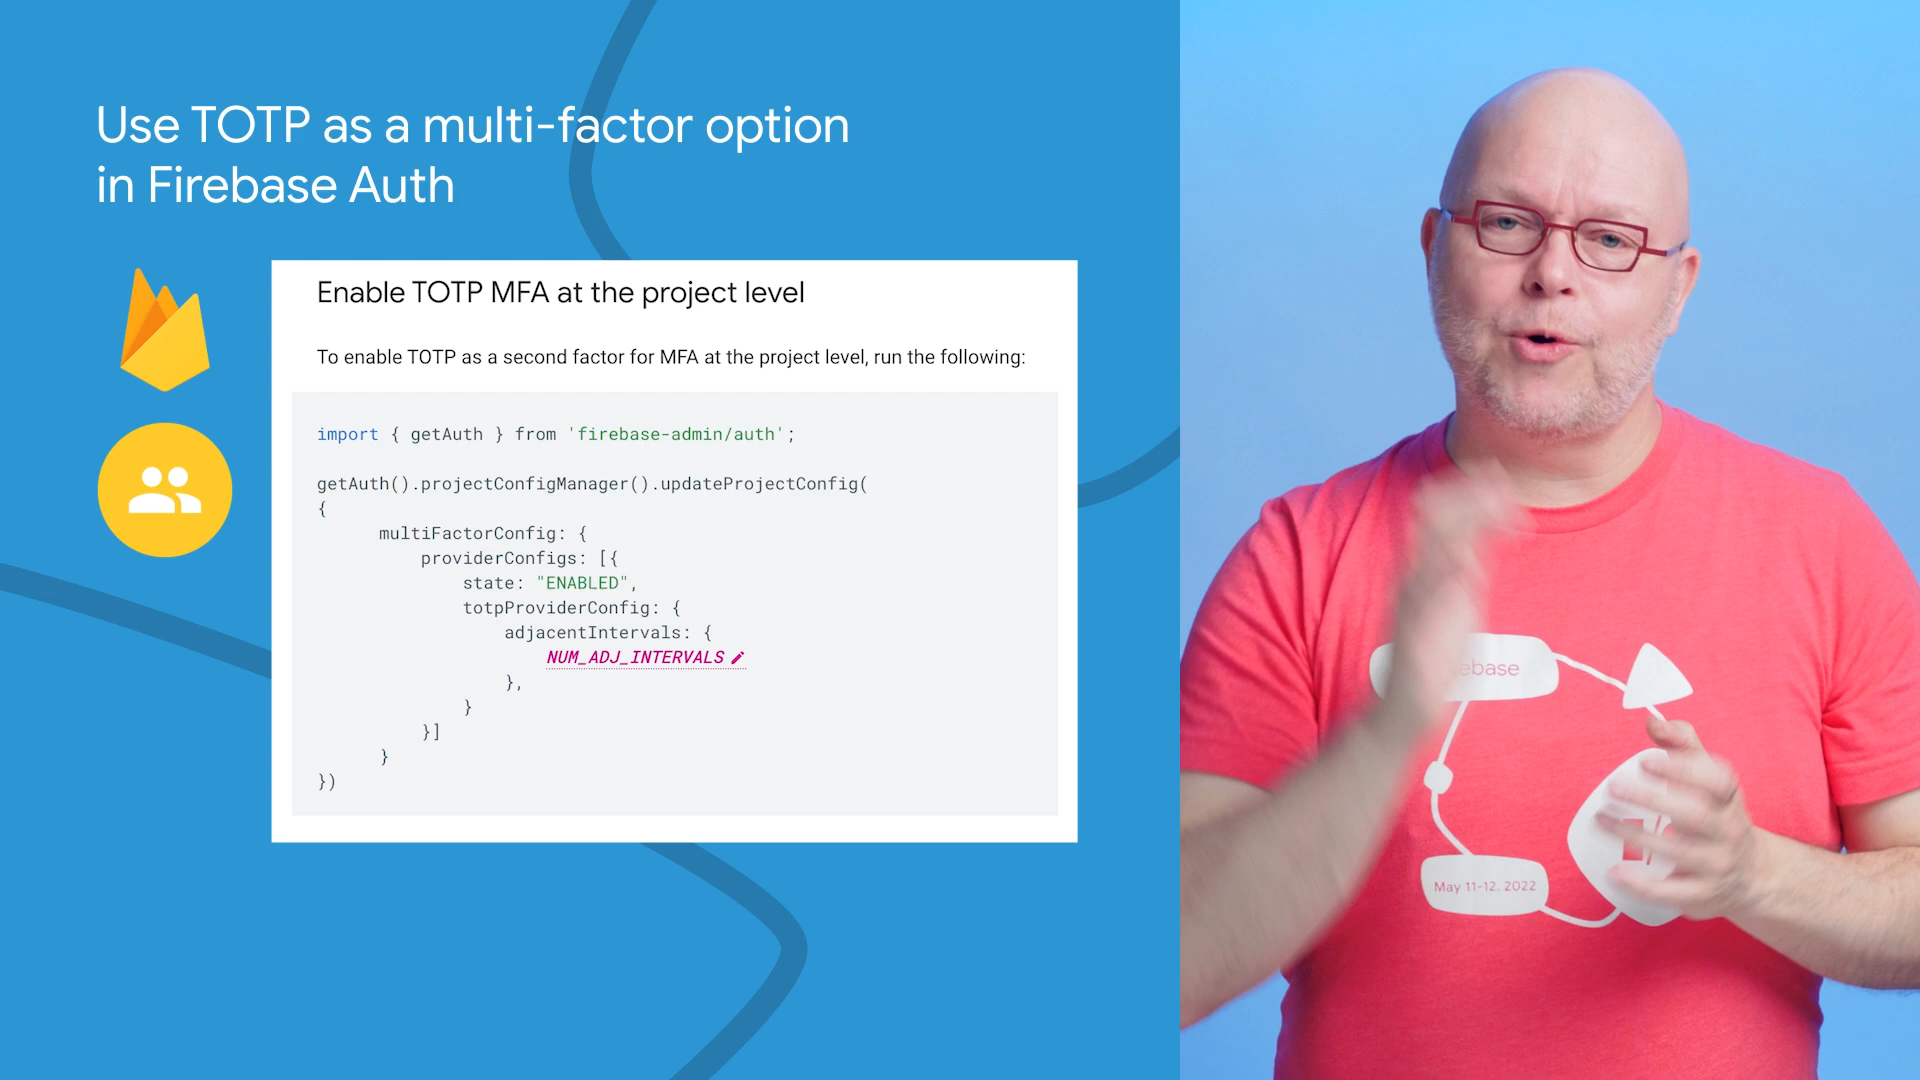 Use TOTP as a multi-factor option
in Firebase Auth
Enable TOTP MFA at the project level
To enable TOTP as a second factor for MFA at the project level, run the following:
import { getAuth } from 'firebase-admin/auth';
getAuth().projectConfigManager().updateProjectConfig(
{
multiFactorConfig: {
providerConfigs: [{
state: "ENABLED",
totpProviderConfig: {
adjacentIntervals: {
NUM_ADJ_INTERVALS
},
}
}]
}
})
ebase
May 11-12, 2022